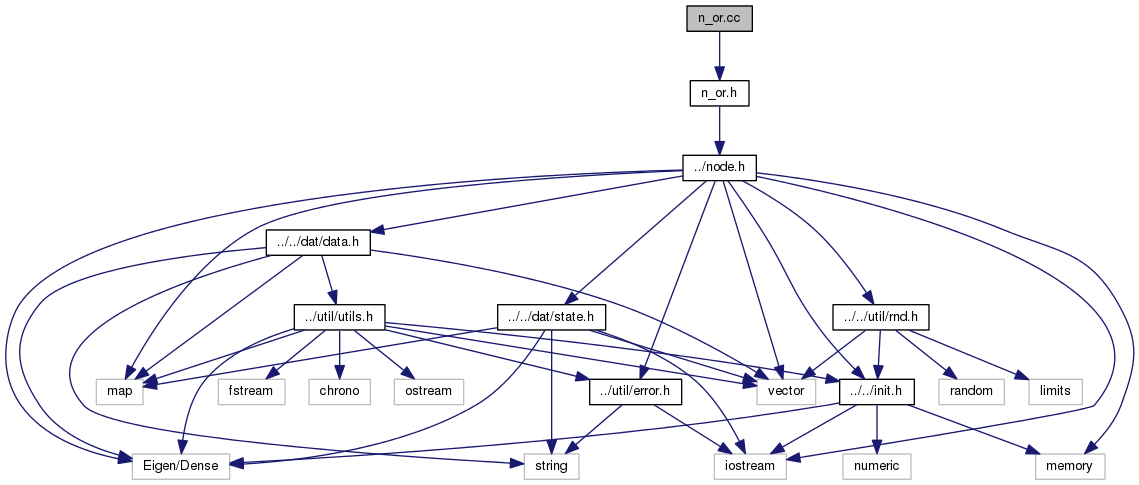 n_or.cc
n_or.h
../node.h
../../dat/data.h
../util/utils.h
../../dat/state.h
../../util/rnd.h
map
fstream
chrono
ostream
../util/error.h
vector
../../init.h
random
limits
Eigen/Dense
string
iostream
numeric
memory